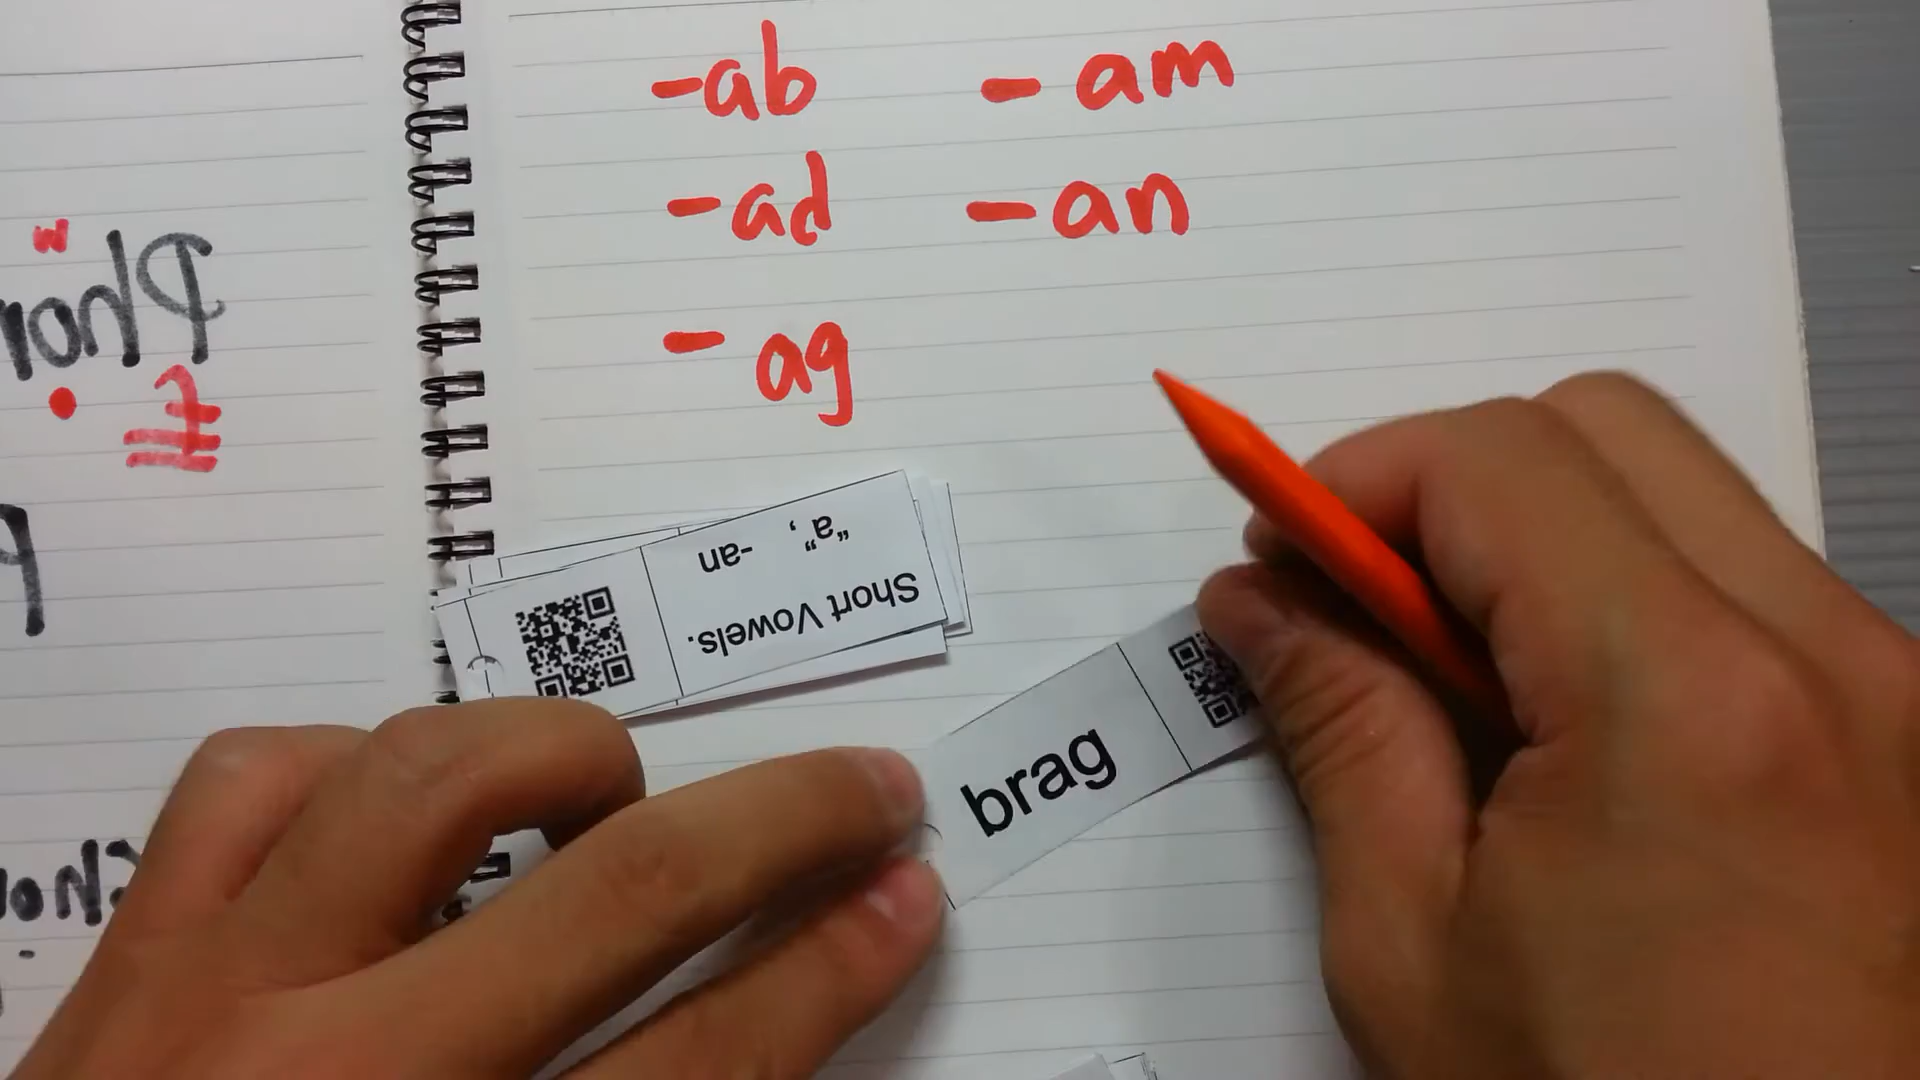 -ab - am
-ad - an
- ag
Short Vowels.
"a", -an
brag